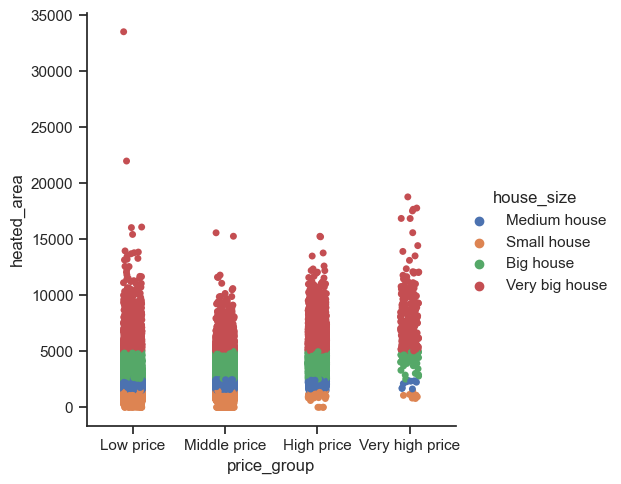 35000
30000
25000
20000
15000
10000
5000
0
heated_area
Low price
Middle price
High price
Very high price
price_group
house_size
Medium house
Small house
Big house
Very big house